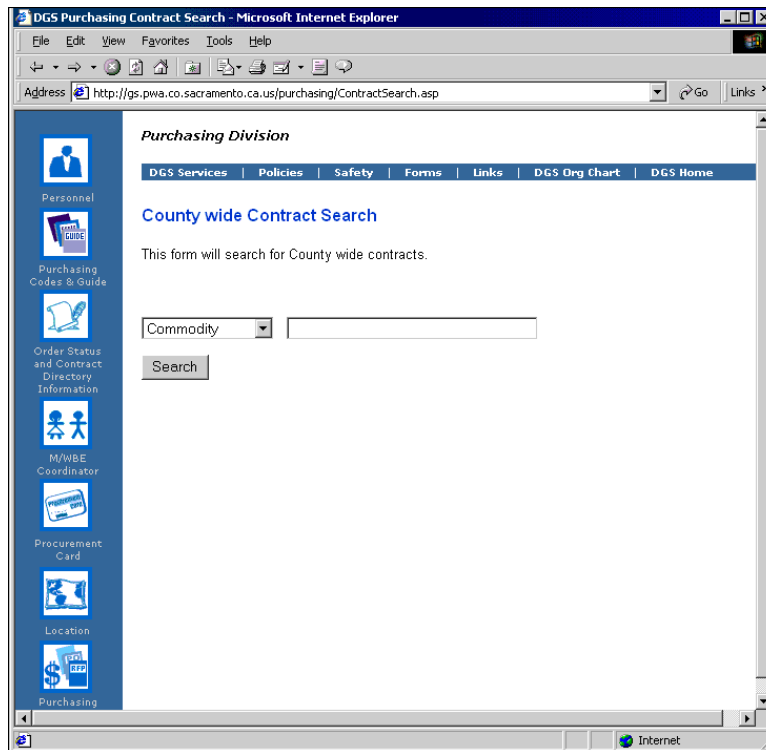 DGS Purchasing Contract Search - Microsoft Internet Explorer
File Edit View Favorites Tools Help
Address http://gs.pwa.co.sacramento.ca.us/purchasing/ContractSearch.asp Go Links
Purchasing Division
DGS Services | Policies | Safety | Forms | Links | DGS Org Chart | DGS Home
Personnel
County wide Contract Search
GUIDE
This form will search for County wide contracts.
Purchasing
Codes & Guide
Commodity
Search
Order Status
and Contract
Directory
Information
M/WBE
Coordinator
Procurement
Card
Location
RFP
Purchasing
Internet